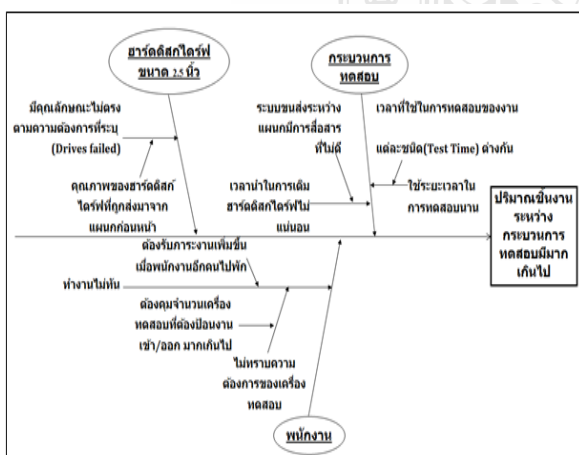 ฮาร์ดดิสก์ไดร์ฟ
ขนาด 2.5 นิ้ว
กระบวนการ
ทดสอบ
มีคุณลักษณะไม่ตรง
ตามความต้องการที่ระบุ
(Drives failed)
คุณภาพของฮาร์ดดิสก์
ไดร์ฟที่ถูกส่งมาจาก
แผนกก่อนหน้า
ระบบขนส่งระหว่าง
แผนกมีการสื่อสาร
ที่ไม่ดี
เวลานำในการเติม
ฮาร์ดดิสก์ไดร์ฟไม่
แน่นอน
เวลาที่ใช้ในการทดสอบของงาน
แต่ละชนิด(Test Time) ต่างกัน
ใช้ระยะเวลาใน
การทดสอบนาน
ปริมาณชิ้นงาน
ระหว่าง
กระบวนการ
ทดสอบมีมาก
เกินไป
ต้องรับภาระงานเพิ่มขึ้น
เมื่อพนักงานอีกคนไปพัก
ทำงานไม่ทัน
ต้องคุมจำนวนเครื่อง
ทดสอบที่ต้องป้อนงาน
เข้า/ออก มากเกินไป
ไม่ทราบความ
ต้องการของเครื่อง
ทดสอบ
พนักงาน